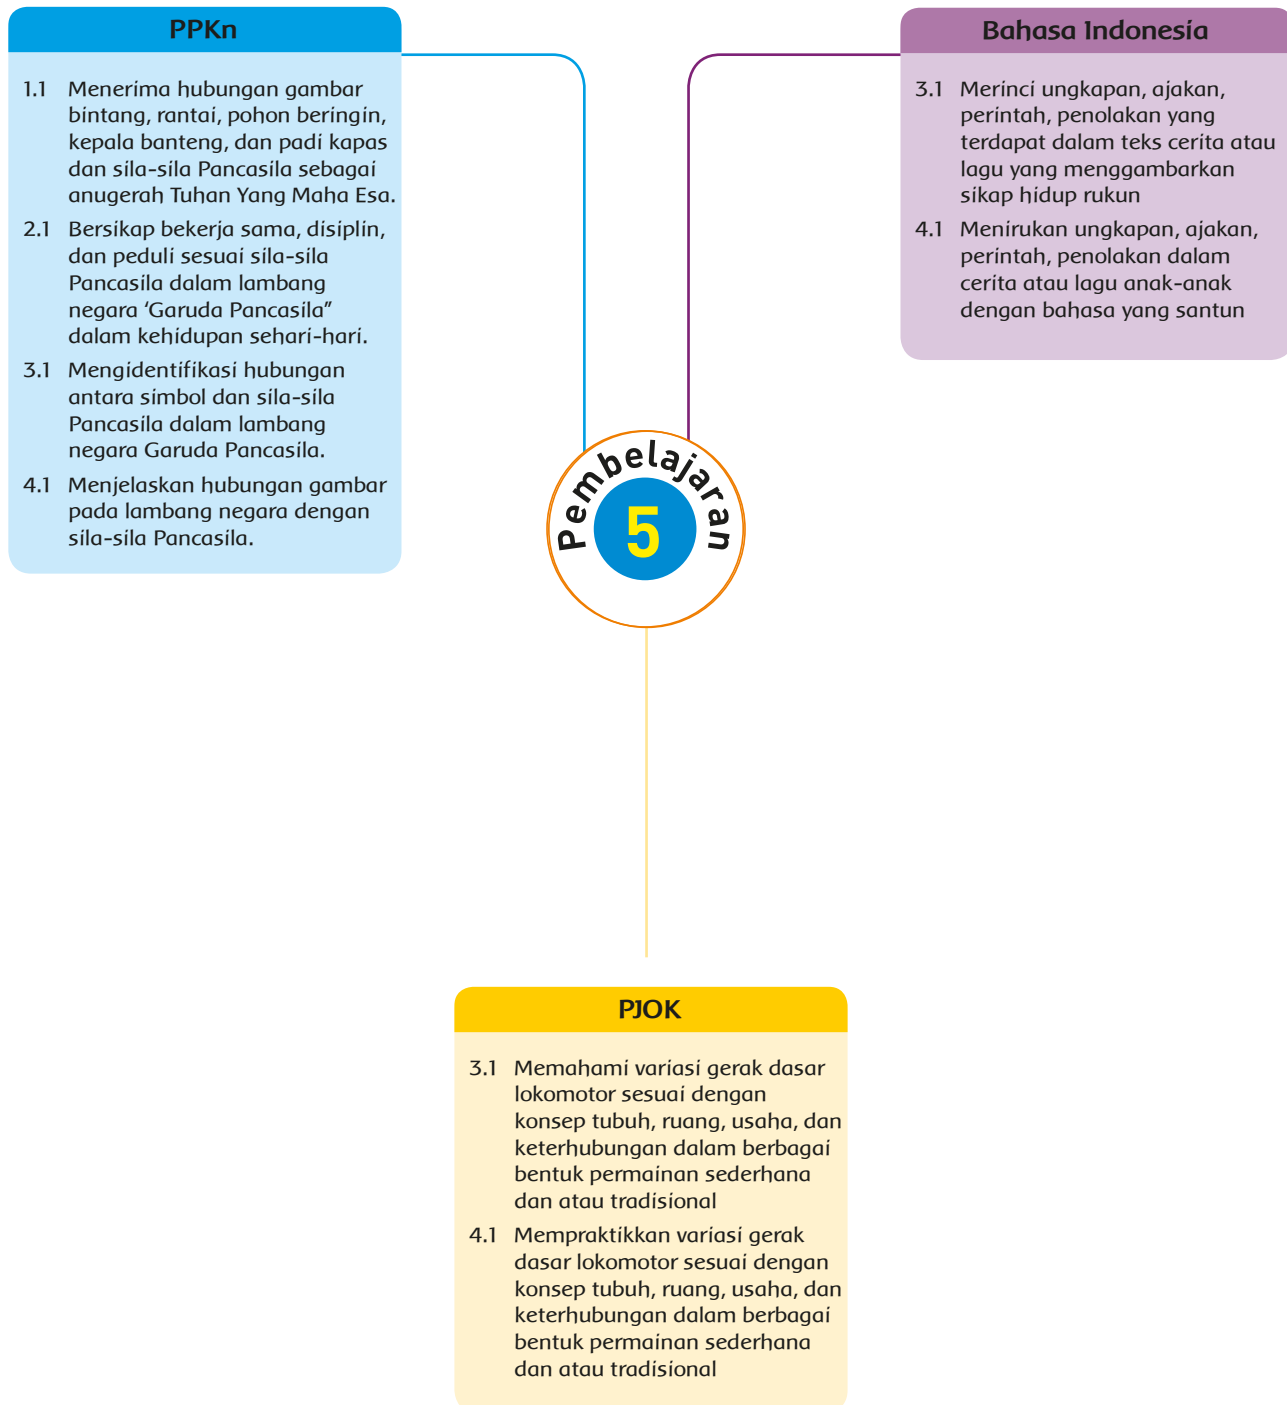 PPKn
1.1 Menerima hubungan gambar
bintang, rantai, pohon beringin,
kepala banteng, dan padi kapas
dan sila-sila Pancasila sebagai
anugerah Tuhan Yang Maha Esa.
2.1 Bersikap bekerja sama, disiplin,
dan peduli sesuai sila-sila
Pancasila dalam lambang
negara ‘Garuda Pancasila”
dalam kehidupan sehari-hari.
3.1 Mengidentifikasi hubungan
antara simbol dan sila-sila
Pancasila dalam lambang
negara Garuda Pancasila.
4.1 Menjelaskan hubungan gambar
pada lambang negara dengan
sila-sila Pancasila.
Bahasa Indonesia
3.1 Merinci ungkapan, ajakan,
perintah, penolakan yang
terdapat dalam teks cerita atau
lagu yang menggambarkan
sikap hidup rukun
4.1 Menirukan ungkapan, ajakan,
perintah, penolakan dalam
cerita atau lagu anak-anak
dengan bahasa yang santun
Pembelajaran
5
PJOK
3.1 Memahami variasi gerak dasar
lokomotor sesuai dengan
konsep tubuh, ruang, usaha, dan
keterhubungan dalam berbagai
bentuk permainan sederhana
dan atau tradisional
4.1 Mempraktikkan variasi gerak
dasar lokomotor sesuai dengan
konsep tubuh, ruang, usaha, dan
keterhubungan dalam berbagai
bentuk permainan sederhana
dan atau tradisional